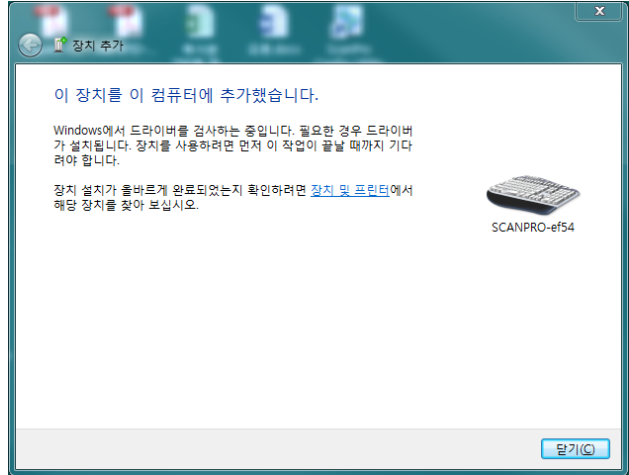 장치 추가
이 장치를 이 컴퓨터에 추가했습니다.
Windows에서 드라이버를 검사하는 중입니다. 필요한 경우 드라이버
가 설치됩니다. 장치를 사용하려면 먼저 이 작업이 끝날 때까지 기다
려야 합니다.
장치 설치가 올바르게 완료되었는지 확인하려면 장치 및 프린터에서
해당 장치를 찾아 보십시오.
SCANPRO-ef54
닫기(C)